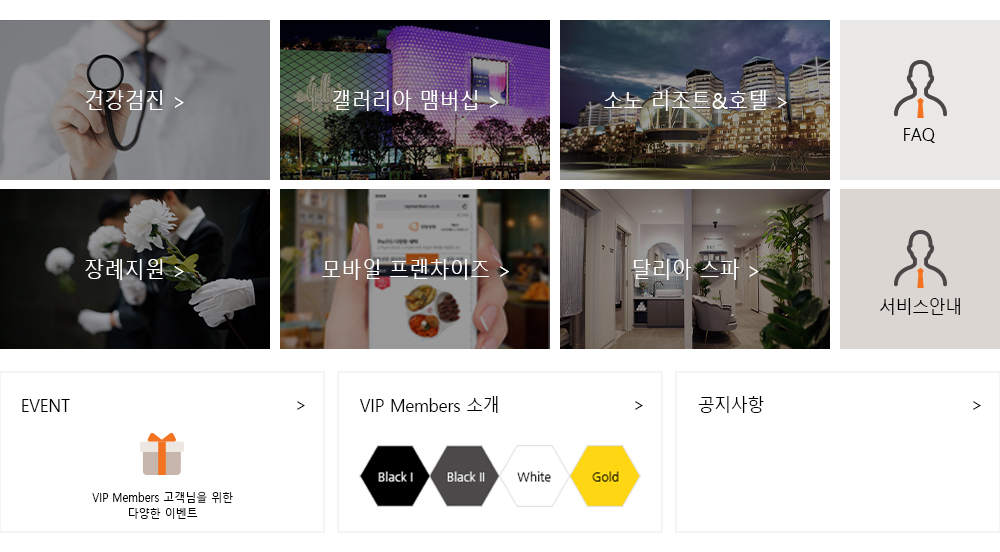 건강검진 >
갤러리아 맴버십 >
소노 리조트&호텔 >
FAQ
장례지원 >
모바일 프랜차이즈 >
달리아 스파 >
서비스안내
EVENT >
VIP Members 고객님을 위한
다양한 이벤트
VIP Members 소개 >
Black I
Black II
White
Gold
공지사항 >